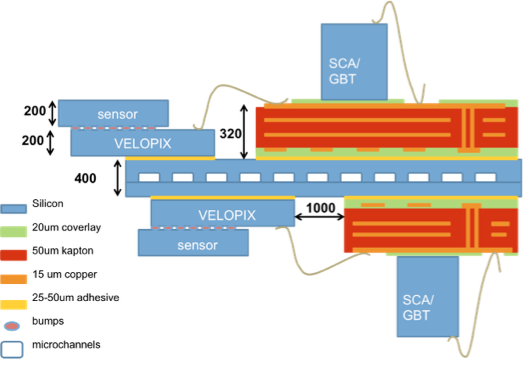 SCA/
GBT
200
sensor
320
200
VELOPIX
400
Silicon
VELOPIX
1000
20um coverlay
sensor
50um kapton
15 um copper
SCA/
GBT
25-50um adhesive
bumps
microchannels